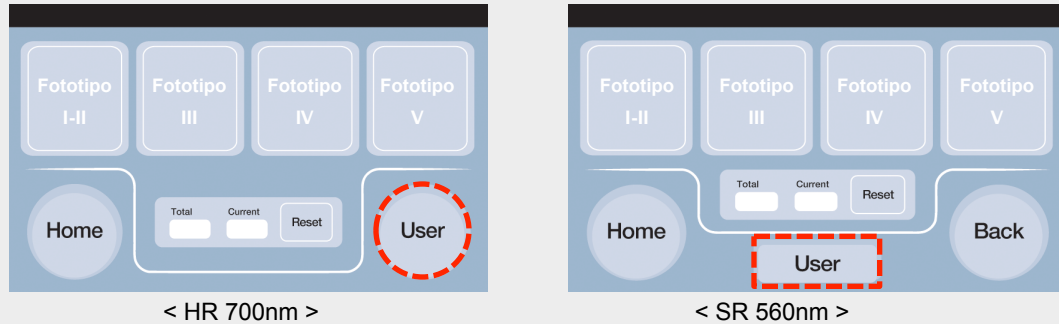 Fototipo
I-II
Fototipo
III
Fototipo
IV
Fototipo
V
Home
Total
Current
Reset
User
< HR 700nm >
Fototipo
I-II
Fototipo
III
Fototipo
IV
Fototipo
V
Home
Total
Current
Reset
User
Back
< SR 560nm >